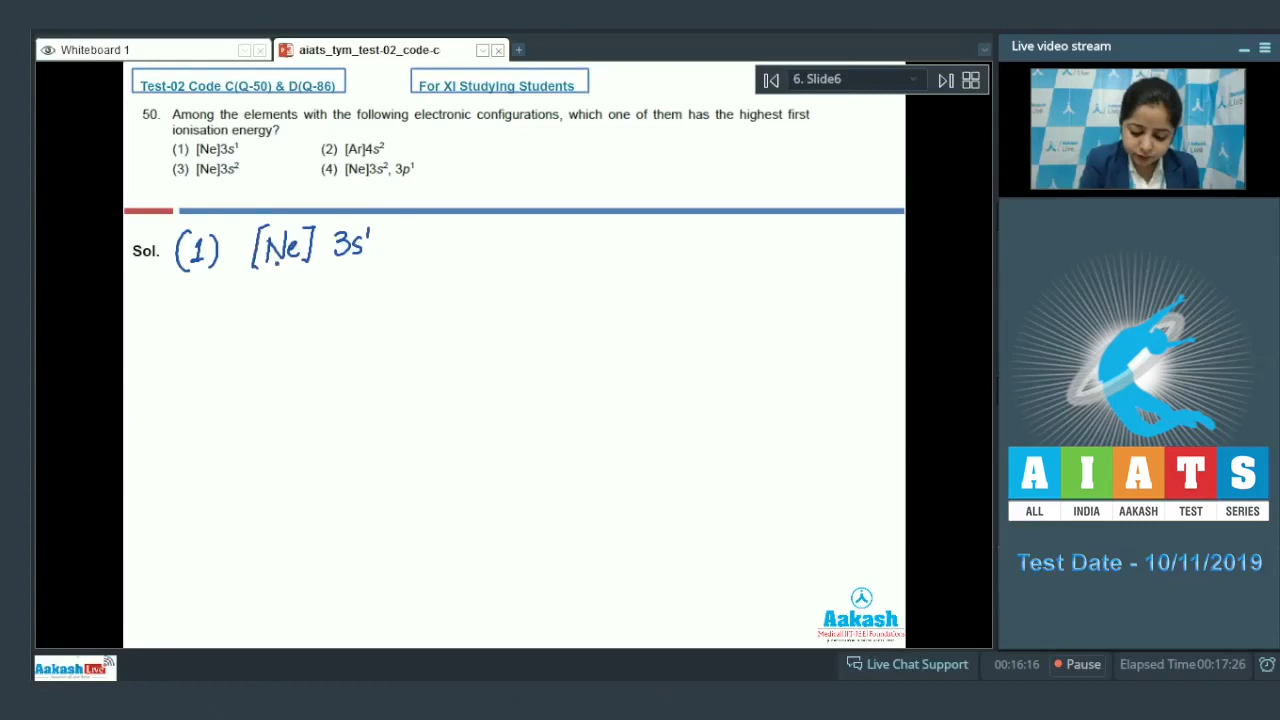 Whiteboard 1
aiats_tym_test-02_code-c
Live video stream
Test-02 Code C(Q-50) & D(Q-86)
For XI Studying Students
6. Slide6
50. Among the elements with the following electronic configurations, which one of them has the highest first
ionisation energy?
(1) [Ne]3s¹ (2) [Ar]4s²
(3) [Ne]3s² (4) [Ne]3s², 3p¹
Sol. (1) [Ne] 3s¹
A I A T S
ALL INDIA AAKASH TEST SERIES
Test Date - 10/11/2019
Aakash
Medical|IIT-JEE|Foundations
Aakash Live
Live Chat Support
00:16:16
Pause
Elapsed Time 00:17:26